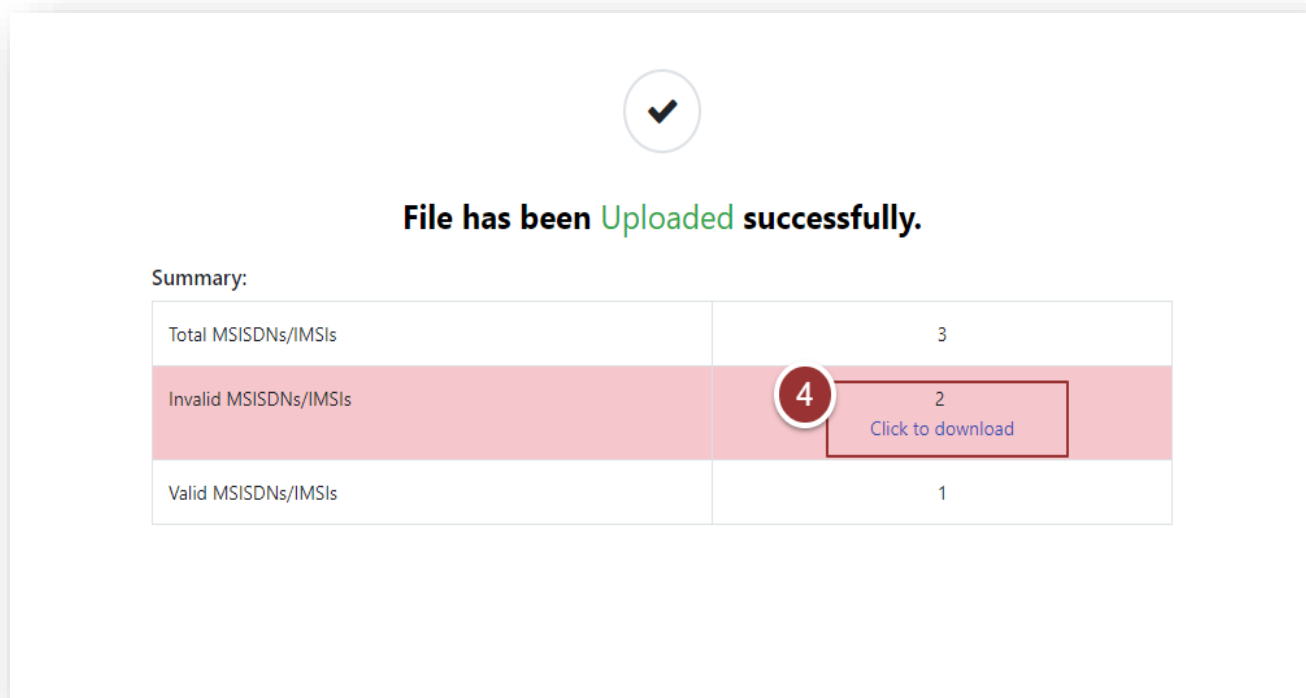 File has been Uploaded successfully.
Summary:
Total MSISDNs/IMSIs 3
Invalid MSISDNs/IMSIs 4 2
Click to download
Valid MSISDNs/IMSIs 1